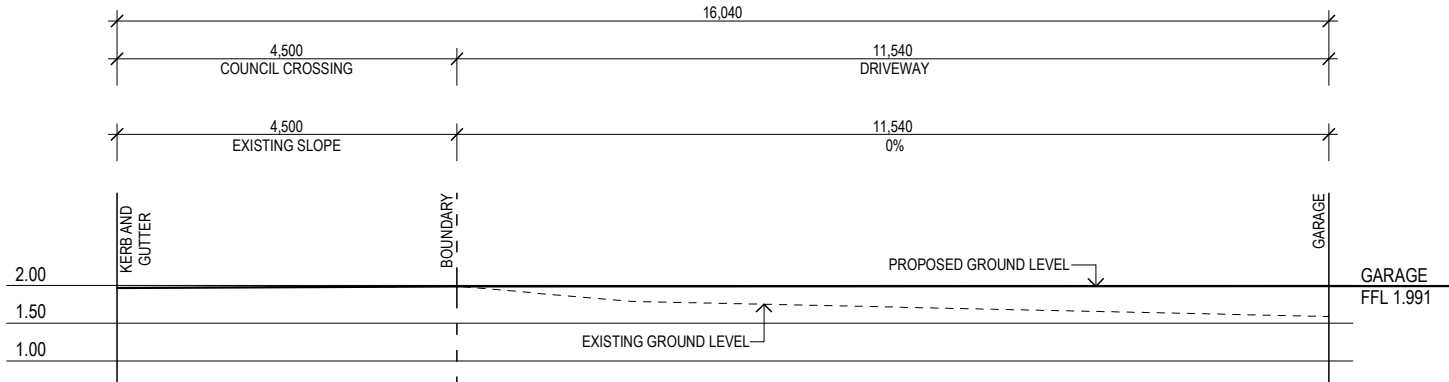 16,040
4,500
COUNCIL CROSSING
11,540
DRIVEWAY
4,500
EXISTING SLOPE
11,540
0%
KERB AND
GUTTER
BOUNDARY
GARAGE
PROPOSED GROUND LEVEL
2.00
GARAGE
FFL 1.991
1.50
EXISTING GROUND LEVEL
1.00